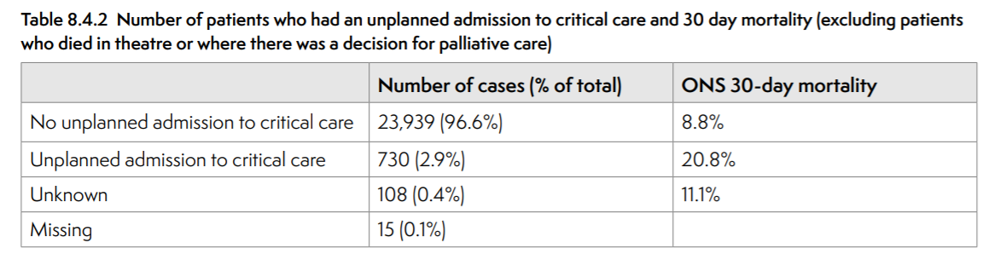 Table 8.4.2 Number of patients who had an unplanned admission to critical care and 30 day mortality (excluding patients
who died in theatre or where there was a decision for palliative care)
Number of cases (% of total) ONS 30-day mortality
No unplanned admission to critical care 23,939 (96.6%) 8.8%
Unplanned admission to critical care 730 (2.9%) 20.8%
Unknown 108 (0.4%) 11.1%
Missing 15 (0.1%)